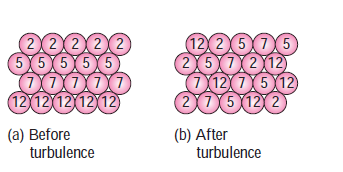 2 2 2 2 2
5 5 5 5 5
7 7 7 7 7
12 12 12 12 12
(a) Before
turbulence
12 2 5 7 5
2 5 7 2 12
7 12 7 5 12
2 7 5 12 2
(b) After
turbulence